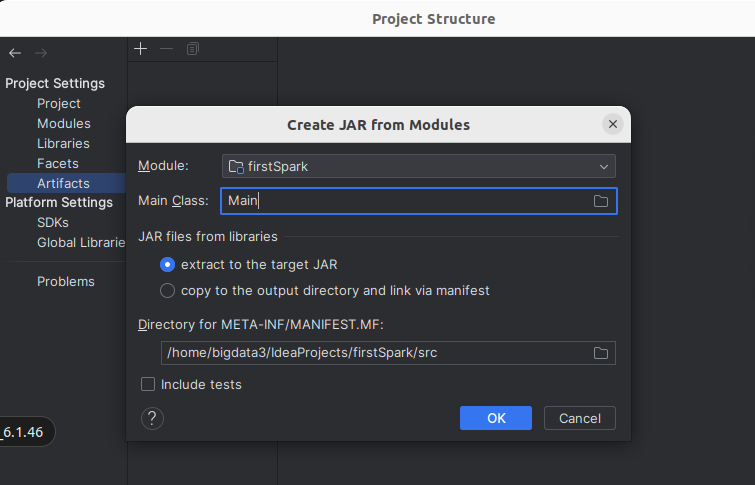 Project Structure
Project Settings
Project
Modules
Libraries
Facets
Artifacts
Platform Settings
SDKs
Global Librarie
Problems
_6.1.46
Create JAR from Modules
Module: firstSpark
Main Class: Main
JAR files from libraries
extract to the target JAR
copy to the output directory and link via manifest
Directory for META-INF/MANIFEST.MF:
/home/bigdata3/IdeaProjects/firstSpark/src
Include tests
? OK Cancel